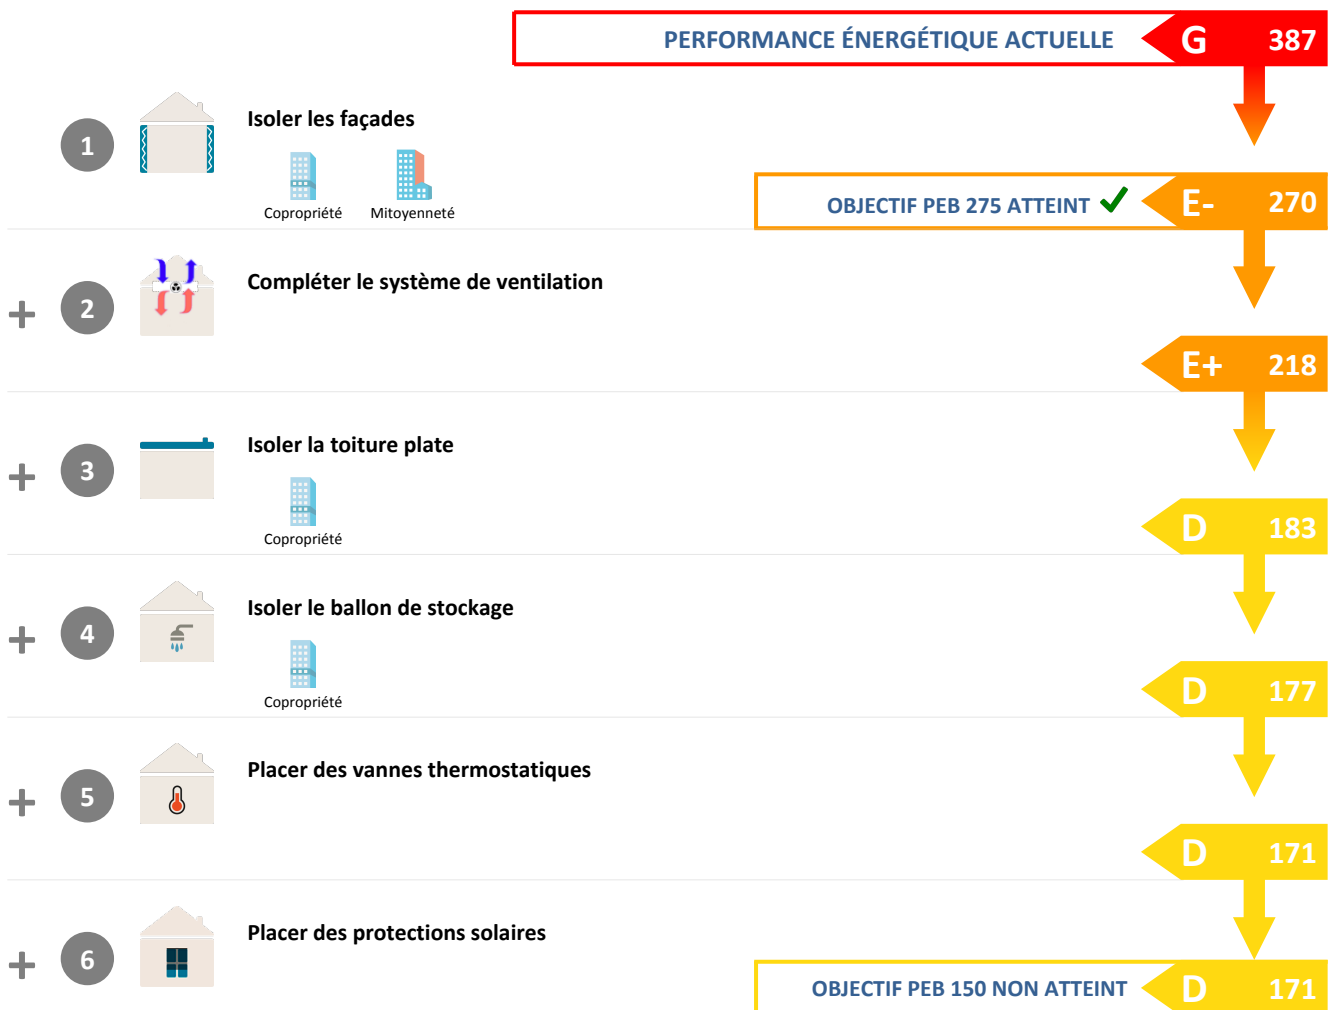 PERFORMANCE ÉNERGÉTIQUE ACTUELLE G 387
1 Isoler les façades
Copropriété Mitoyenneté
OBJECTIF PEB 275 ATTEINT E- 270
+ 2 Compléter le système de ventilation
E+ 218
+ 3 Isoler la toiture plate
Copropriété
D 183
+ 4 Isoler le ballon de stockage
Copropriété
D 177
+ 5 Placer des vannes thermostatiques
D 171
+ 6 Placer des protections solaires
OBJECTIF PEB 150 NON ATTEINT D 171